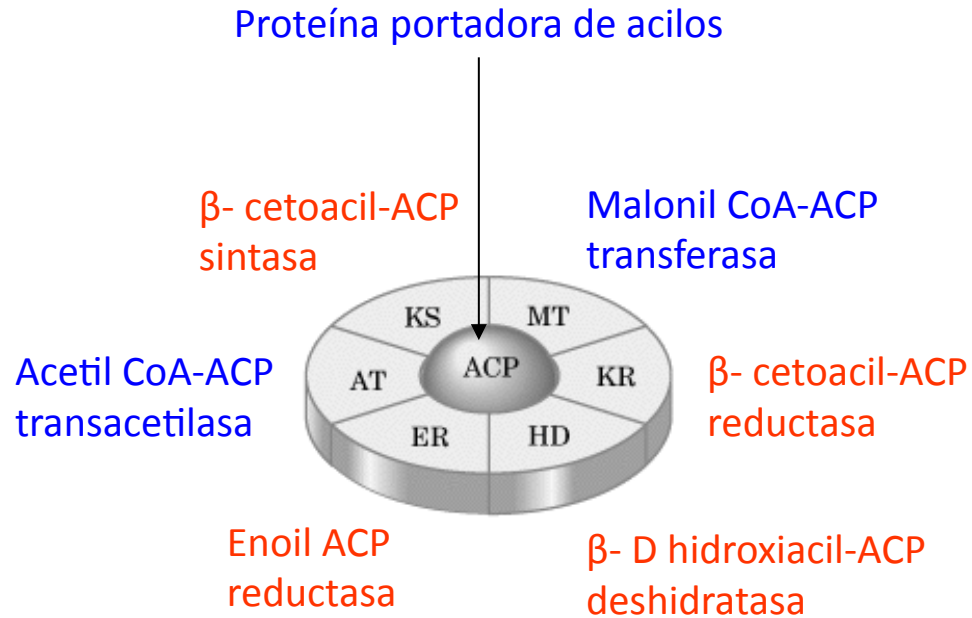 Proteína portadora de acilos
β- cetoacil-ACP
sintasa
Malonil CoA-ACP
transferasa
KS
MT
Acetil CoA-ACP
transacetilasa
AT
ACP
KR
β- cetoacil-ACP
reductasa
ER
HD
Enoil ACP
reductasa
β- D hidroxiacil-ACP
deshidratasa